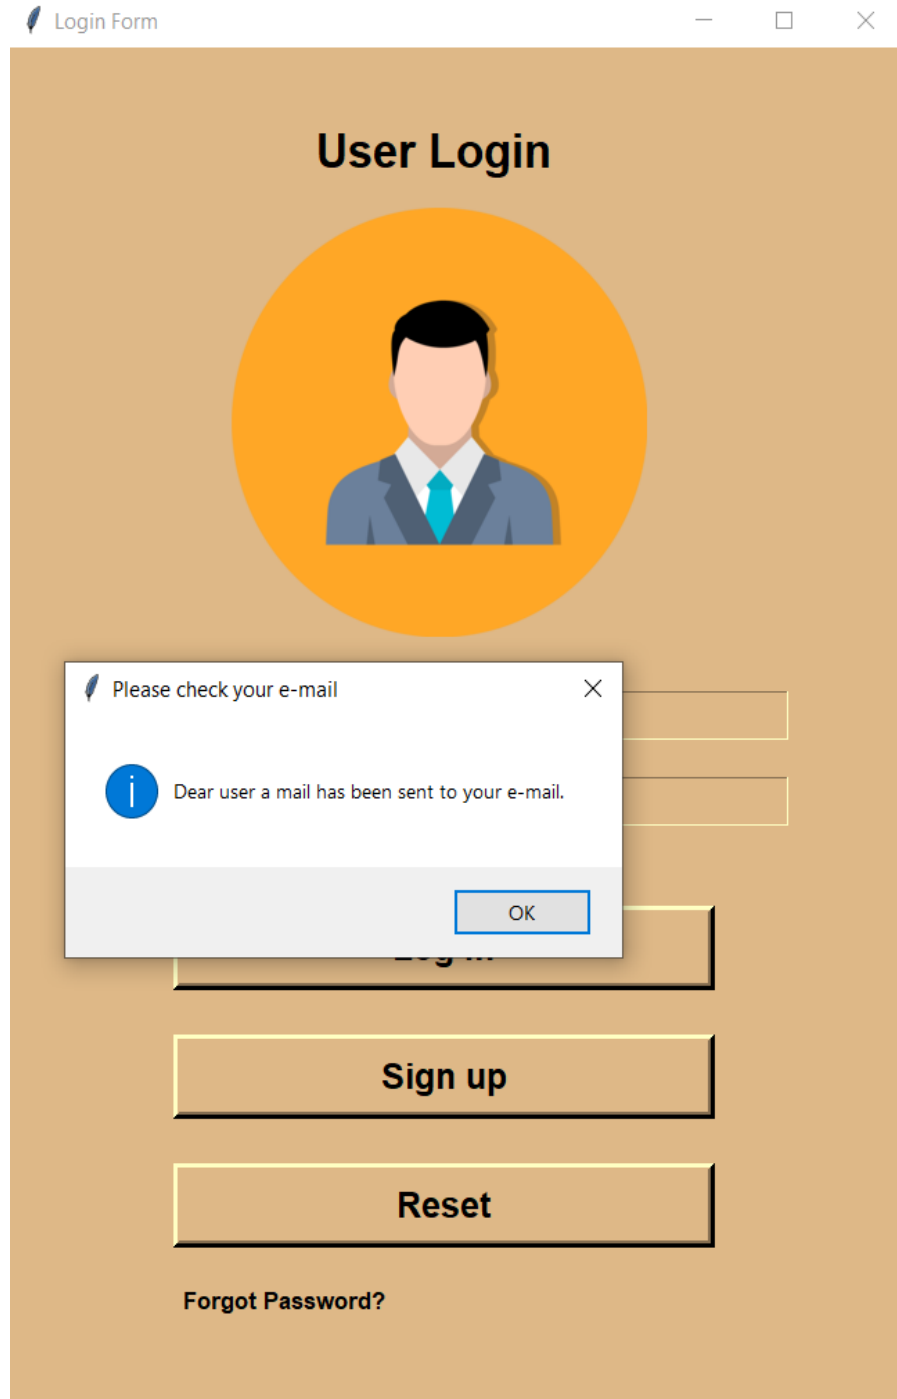 Login Form
User Login
Please check your e-mail
Dear user a mail has been sent to your e-mail.
OK
Sign up
Reset
Forgot Password?